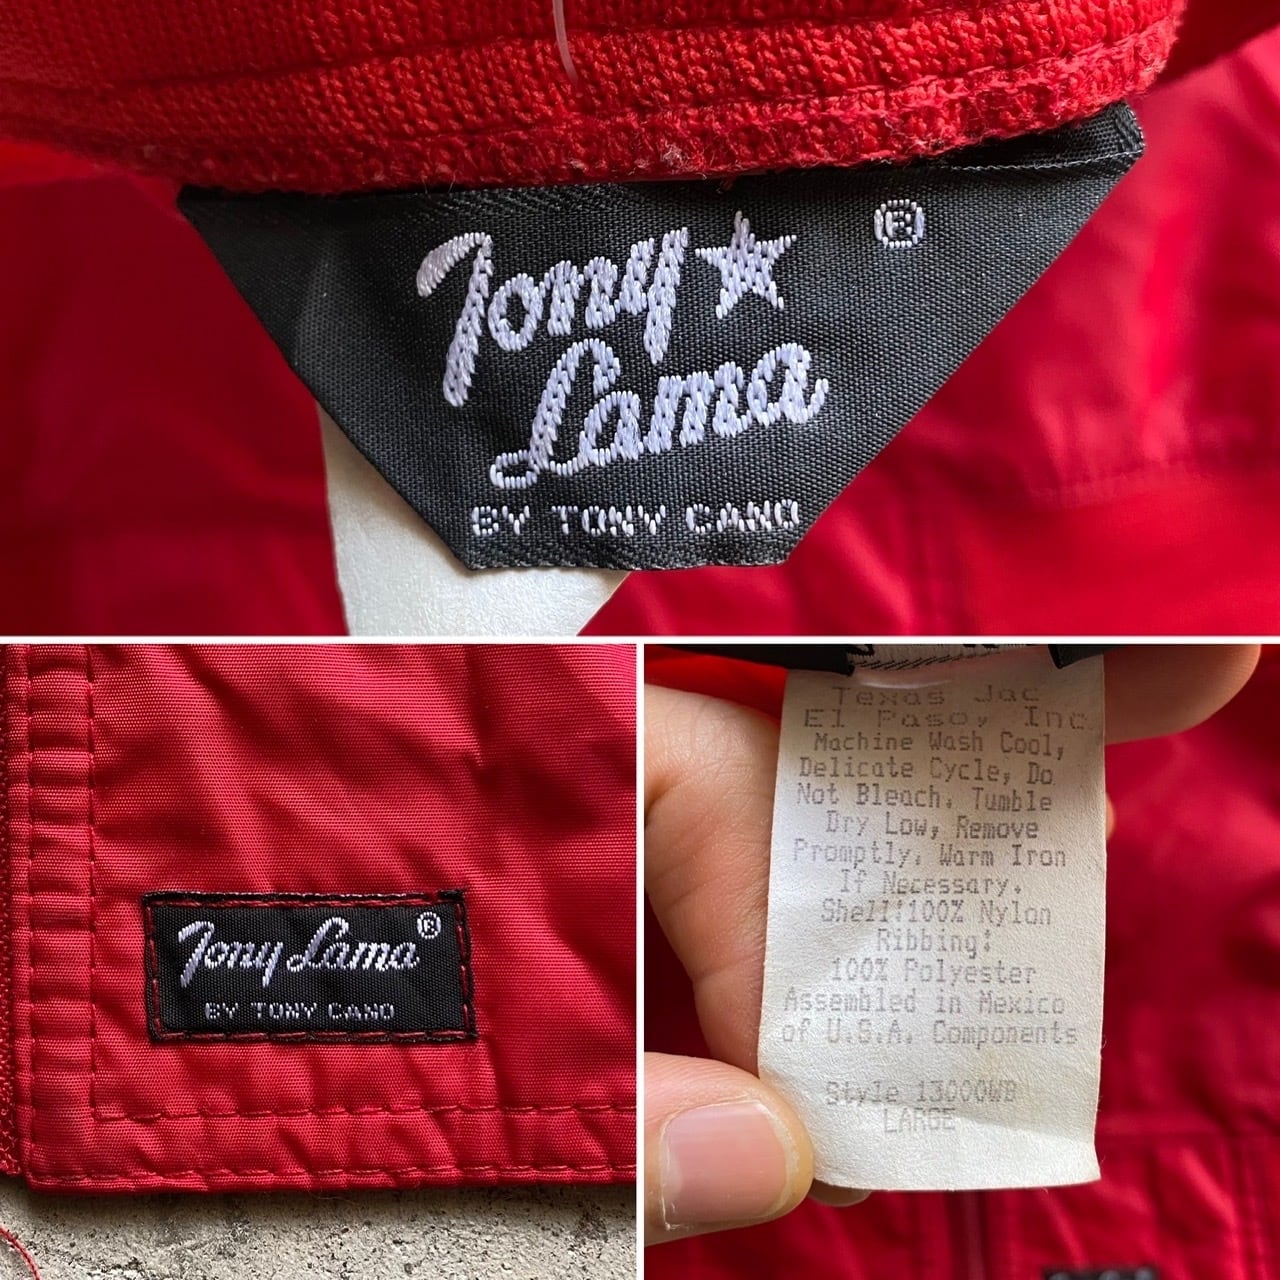 Tony Lama ®
BY TONY CANO
Tony Lama ®
BY TONY CANO
Texas Jac
El Paso, Inc
Machine Wash Cool,
Delicate Cycle, Do
Not Bleach. Tumble
Dry Low, Remove
Promptly. Warm Iron
If Necessary.
Shell:100% Nylon
Ribbing:
100% Polyester
Assembled in Mexico
of U.S.A. Components
Style 13000WB
LARGE